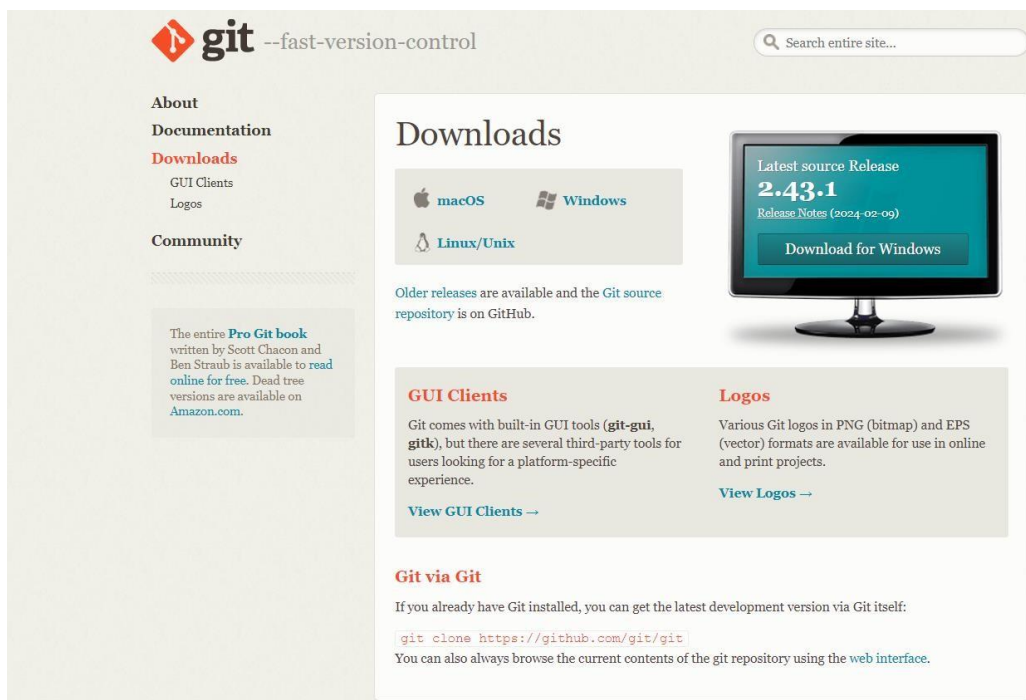 git --fast-version-control
Search entire site...
About
Documentation
Downloads
GUI Clients
Logos
Community
The entire Pro Git book
written by Scott Chacon and
Ben Straub is available to read
online for free. Dead tree
versions are available on
Amazon.com.
Downloads
macOS
Windows
Linux/Unix
Older releases are available and the Git source
repository is on GitHub.
Latest source Release
2.43.1
Release Notes (2024-02-09)
Download for Windows
GUI Clients
Git comes with built-in GUI tools (git-gui,
gitk), but there are several third-party tools for
users looking for a platform-specific
experience.
View GUI Clients →
Logos
Various Git logos in PNG (bitmap) and EPS
(vector) formats are available for use in online
and print projects.
View Logos →
Git via Git
If you already have Git installed, you can get the latest development version via Git itself:
git clone https://github.com/git/git
You can also always browse the current contents of the git repository using the web interface.